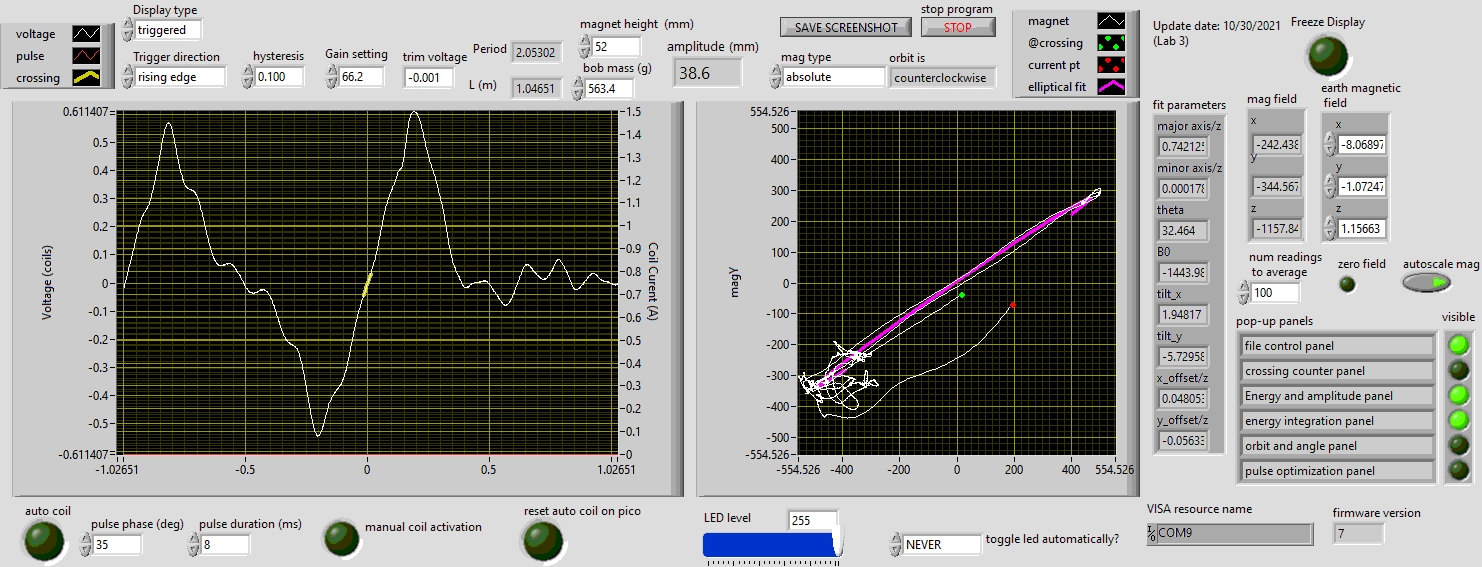 voltage
pulse
crossing
Display type
triggered
Trigger direction
rising edge
hysteresis
0.100
Gain setting
66.2
trim voltage
-0.001
Period
2.05302
L (m)
1.04651
magnet height (mm)
52
bob mass (g)
563.4
amplitude (mm)
38.6
SAVE SCREENSHOT
stop program
STOP
mag type
absolute
orbit is
counterclockwise
magnet
@crossing
current pt
elliptical fit
Update date: 10/30/2021
(Lab 3)
Freeze Display
Voltage (coils)
0.611407
0.5
0.4
0.3
0.2
0.1
0
-0.1
-0.2
-0.3
-0.4
-0.5
-0.611407
-1.02651
-0.5
0
0.5
1.02651
1.5
1.4
1.3
1.2
1.1
1
0.9
0.8
0.7
0.6
0.5
0.4
0.3
0.2
0.1
0
Coil Curent (A)
magy
554.526
500
400
300
200
100
0
-100
-200
-300
-400
-500
-554.526
-554.526
-400
-200
0
200
400
554.526
fit parameters
major axis/z
0.74212
minor axis/z
0.000178
theta
32.464
B0
-1443.98
tilt_x
1.94817
tilt_y
-5.72958
x_offset/z
0.04805
y_offset/z
-0.0563
mag field
x
-242.438
y
-344.567
z
-1157.84
earth magnetic
field
x
-8.06897
y
-1.07247
z
1.15663
num readings
to average
100
zero field
autoscale mag
pop-up panels
visible
file control panel
crossing counter panel
Energy and amplitude panel
energy integration panel
orbit and angle panel
pulse optimization panel
auto coil
pulse phase (deg)
35
pulse duration (ms)
8
manual coil activation
reset auto coil on pico
LED level
255
NEVER
toggle led automatically?
VISA resource name
COM9
firmware version
7